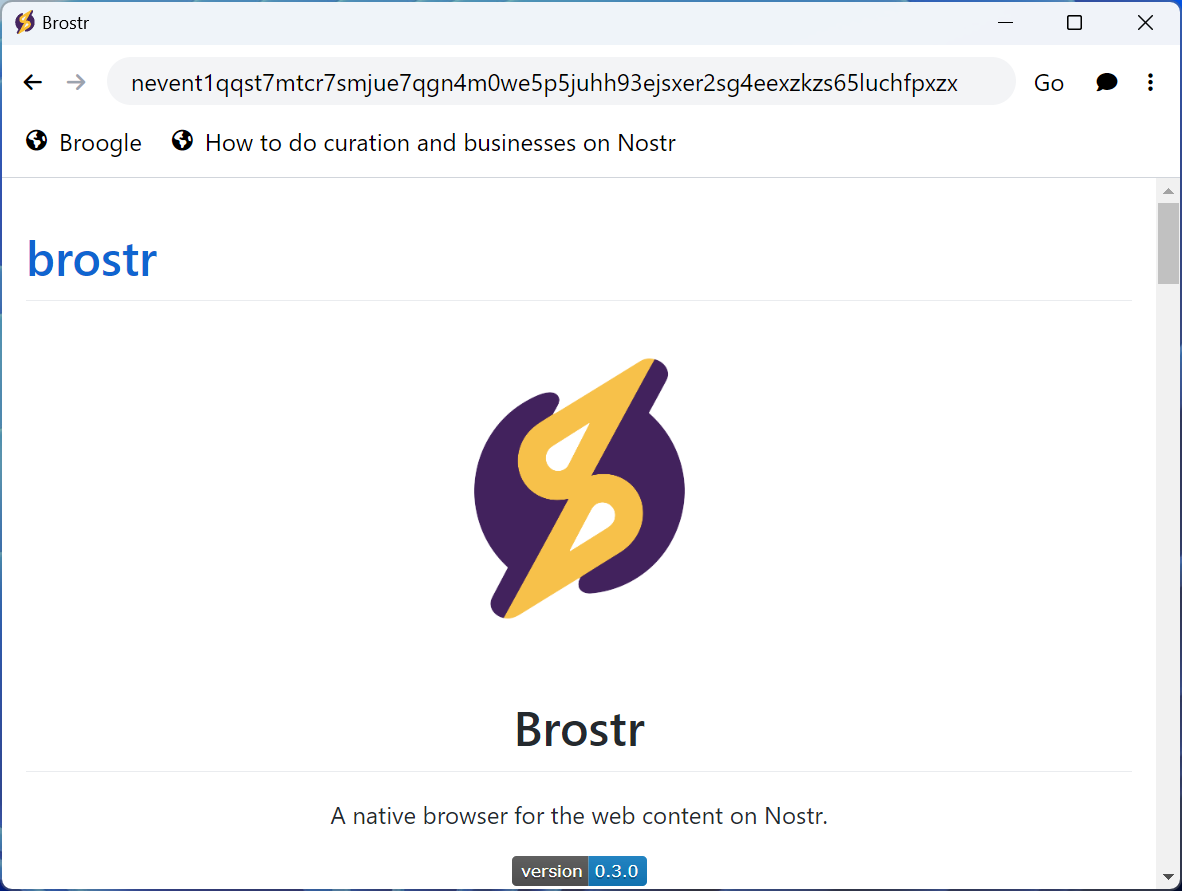 Brostr
nevent1qqst7mtcr7smjue7qgn4m0we5p5juhh93ejsxer2sg4eexzkzs65luchfpxzx Go
Broogle How to do curation and businesses on Nostr
brostr
Brostr
A native browser for the web content on Nostr.
version 0.3.0